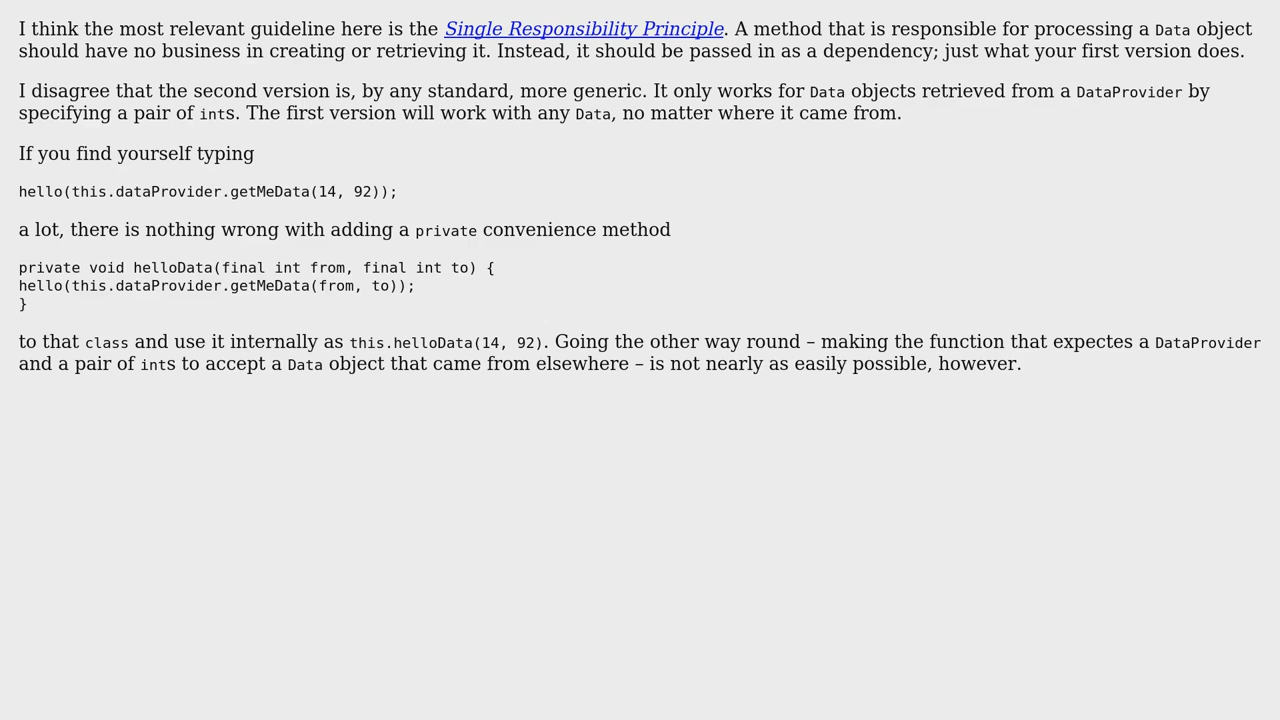 I think the most relevant guideline here is the Single Responsibility Principle. A method that is responsible for processing a Data object
should have no business in creating or retrieving it. Instead, it should be passed in as a dependency; just what your first version does.
I disagree that the second version is, by any standard, more generic. It only works for Data objects retrieved from a DataProvider by
specifying a pair of ints. The first version will work with any Data, no matter where it came from.
If you find yourself typing
hello(this.dataProvider.getMeData(14, 92));
a lot, there is nothing wrong with adding a private convenience method
private void helloData(final int from, final int to) {
hello(this.dataProvider.getMeData(from, to));
}
to that class and use it internally as this.helloData(14, 92). Going the other way round – making the function that expectes a DataProvider
and a pair of ints to accept a Data object that came from elsewhere – is not nearly as easily possible, however.